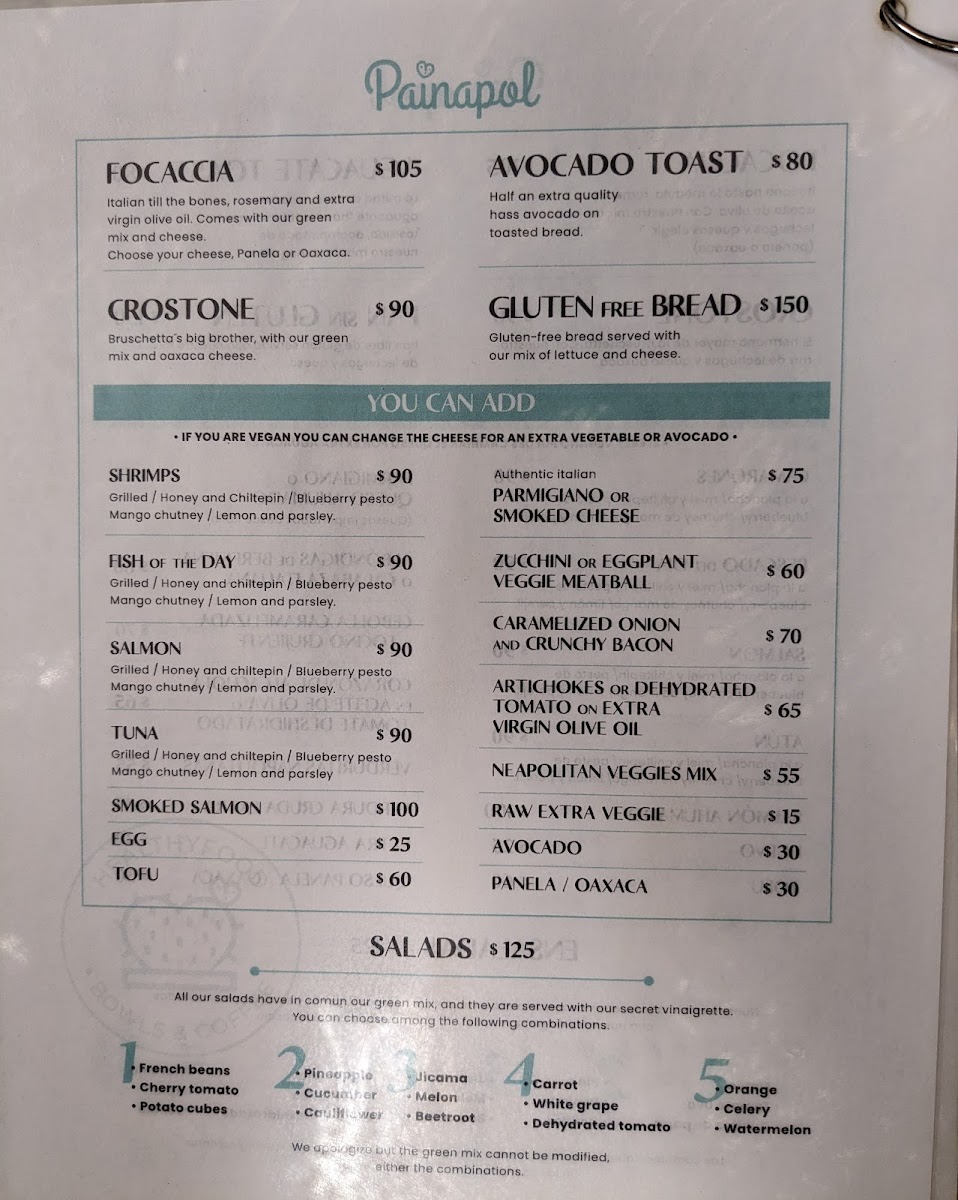 Painapol
FOCACCIA $ 105
Italian till the bones, rosemary and extra
virgin olive oil. Comes with our green
mix and cheese.
Choose your cheese, Panela or Oaxaca.
AVOCADO TOAST $ 80
Half an extra quality
hass avocado on
toasted bread.
CROSTONE $ 90
Bruschetta´s big brother, with our green
mix and oaxaca cheese.
GLUTEN FREE BREAD $ 150
Gluten-free bread served with
our mix of lettuce and cheese.
YOU CAN ADD
• IF YOU ARE VEGAN YOU CAN CHANGE THE CHEESE FOR AN EXTRA VEGETABLE OR AVOCADO •
SHRIMPS $ 90
Grilled / Honey and Chiltepin / Blueberry pesto
Mango chutney / Lemon and parsley.
FISH OF THE DAY $ 90
Grilled / Honey and chiltepin / Blueberry pesto
Mango chutney / Lemon and parsley.
SALMON $ 90
Grilled / Honey and chiltepin / Blueberry pesto
Mango chutney / Lemon and parsley.
TUNA $ 90
Grilled / Honey and chiltepin / Blueberry pesto
Mango chutney / Lemon and parsley
SMOKED SALMON $ 100
EGG $ 25
TOFU $ 60
Authentic italian $ 75
PARMIGIANO OR
SMOKED CHEESE
ZUCCHINI OR EGGPLANT
VEGGIE MEATBALL $ 60
CARAMELIZED ONION
AND CRUNCHY BACON $ 70
ARTICHOKES OR DEHYDRATED
TOMATO ON EXTRA $ 65
VIRGIN OLIVE OIL
NEAPOLITAN VEGGIES MIX $ 55
RAW EXTRA VEGGIE $ 15
AVOCADO $ 30
PANELA / OAXACA $ 30
SALADS $ 125
All our salads have in comun our green mix, and they are served with our secret vinaigrette.
You can choose among the following combinations.
1
• French beans
• Cherry tomato
• Potato cubes
2
• Pineapple
• Cucumber
• Cauliflower
3
• Jicama
• Melon
• Beetroot
4
• Carrot
• White grape
• Dehydrated tomato
5
• Orange
• Celery
• Watermelon
We apologize but the green mix cannot be modified,
either the combinations.